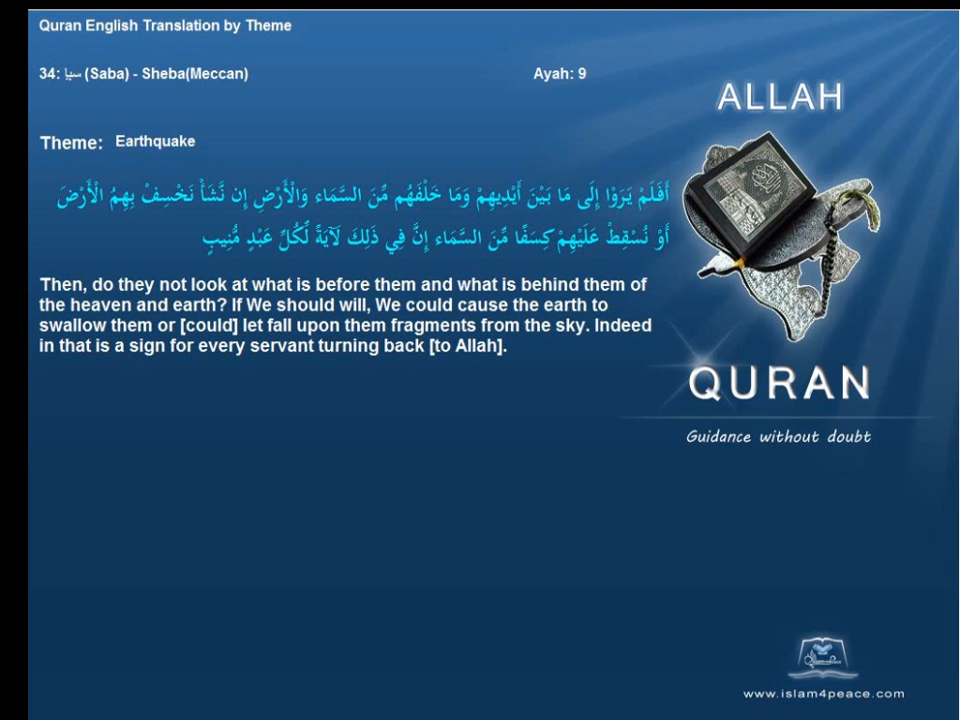 Quran English Translation by Theme
34: سبإ (Saba) - Sheba(Meccan) Ayah: 9
ALLAH
Theme: Earthquake
أَفَلَمْ يَرَوْا إِلَى مَا بَيْنَ أَيْدِيهِمْ وَمَا خَلْفَهُم مِّنَ السَّمَاء وَالْأَرْضِ إِن نَّشَأْ نَخْسِفْ بِهِمُ الْأَرْضَ
أَوْ نُسْقِطْ عَلَيْهِمْ كِسَفًا مِّنَ السَّمَاء إِنَّ فِي ذَلِكَ لَآيَةً لِّكُلِّ عَبْدٍ مُّنِيبٍ
Then, do they not look at what is before them and what is behind them of
the heaven and earth? If We should will, We could cause the earth to
swallow them or [could] let fall upon them fragments from the sky. Indeed
in that is a sign for every servant turning back [to Allah].
QURAN
Guidance without doubt
www.islam4peace.com